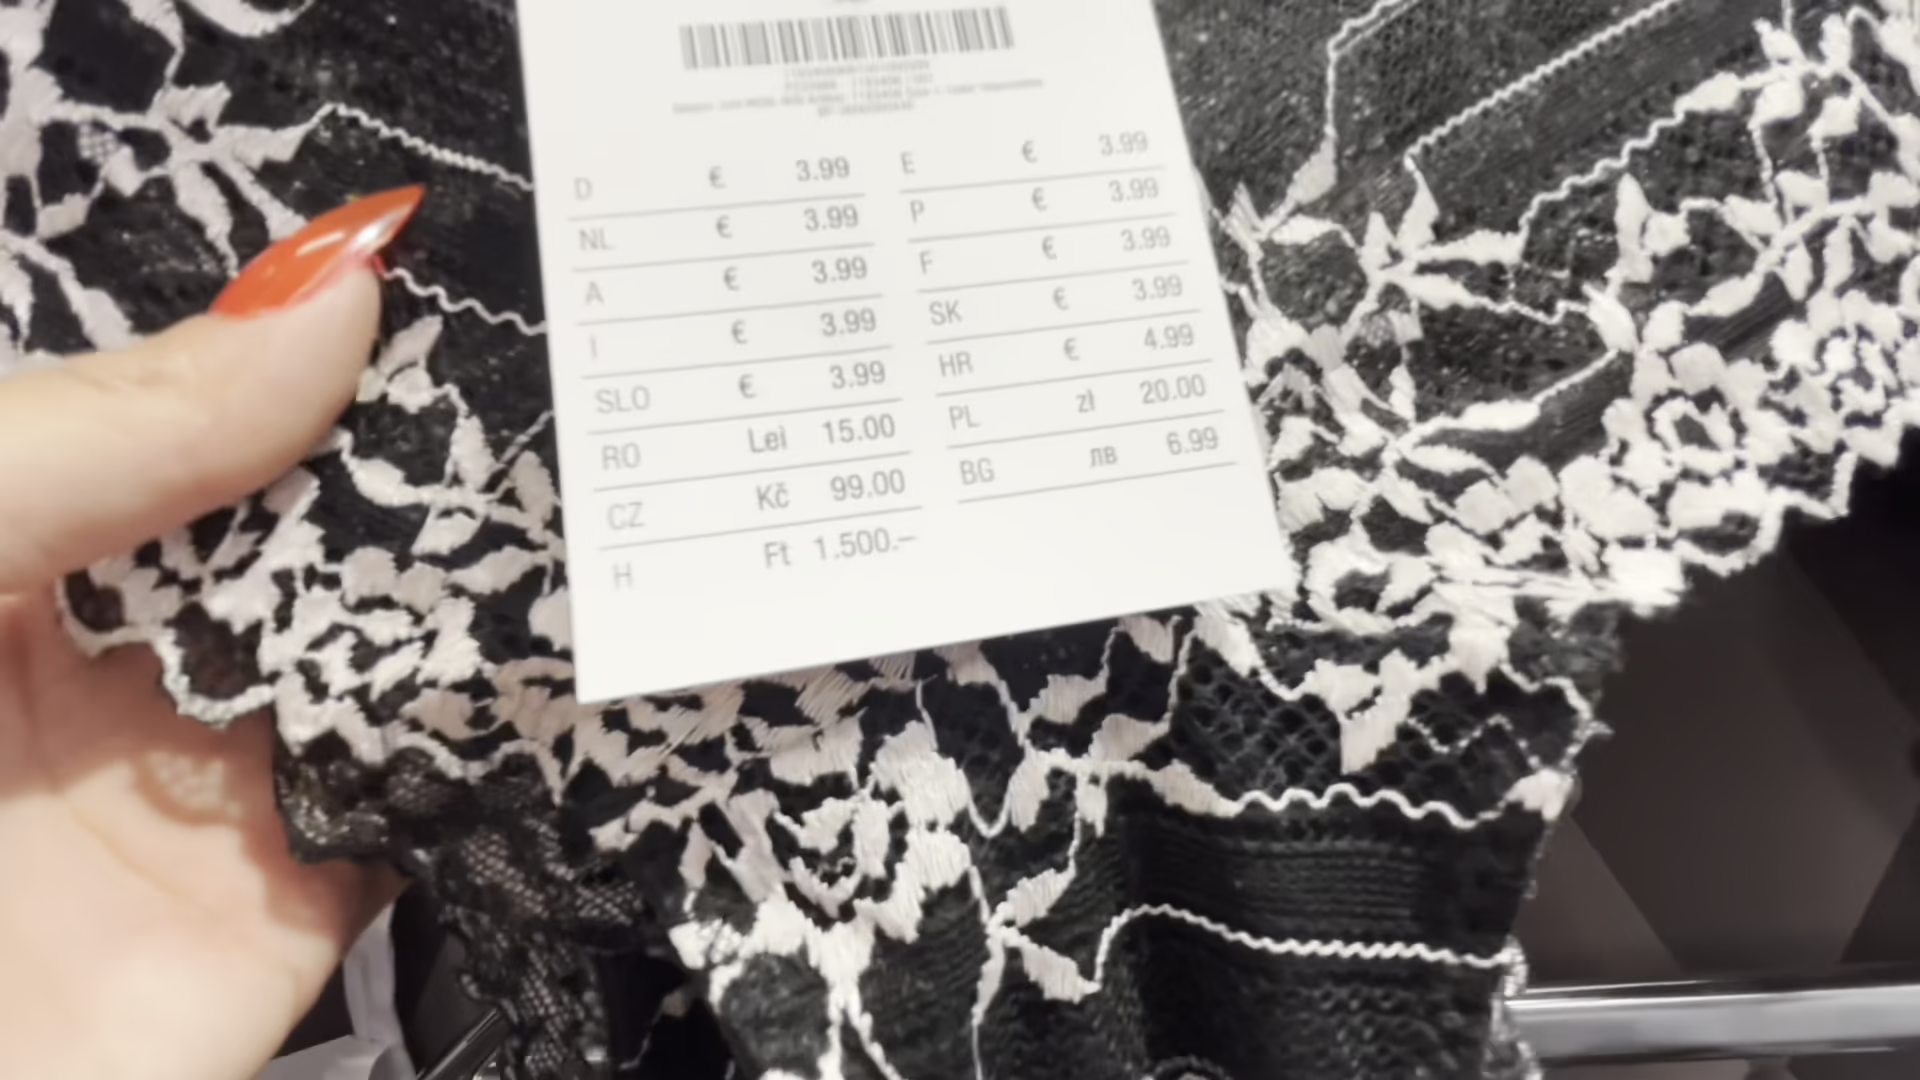 D € 3.99
NL € 3.99
A € 3.99
I € 3.99
SLO € 3.99
RO Lei 15.00
CZ Kč 99.00
H Ft 1.500.–
E € 3.99
P € 3.99
F € 3.99
SK € 3.99
HR € 4.99
PL zł 20.00
BG лв 6.99